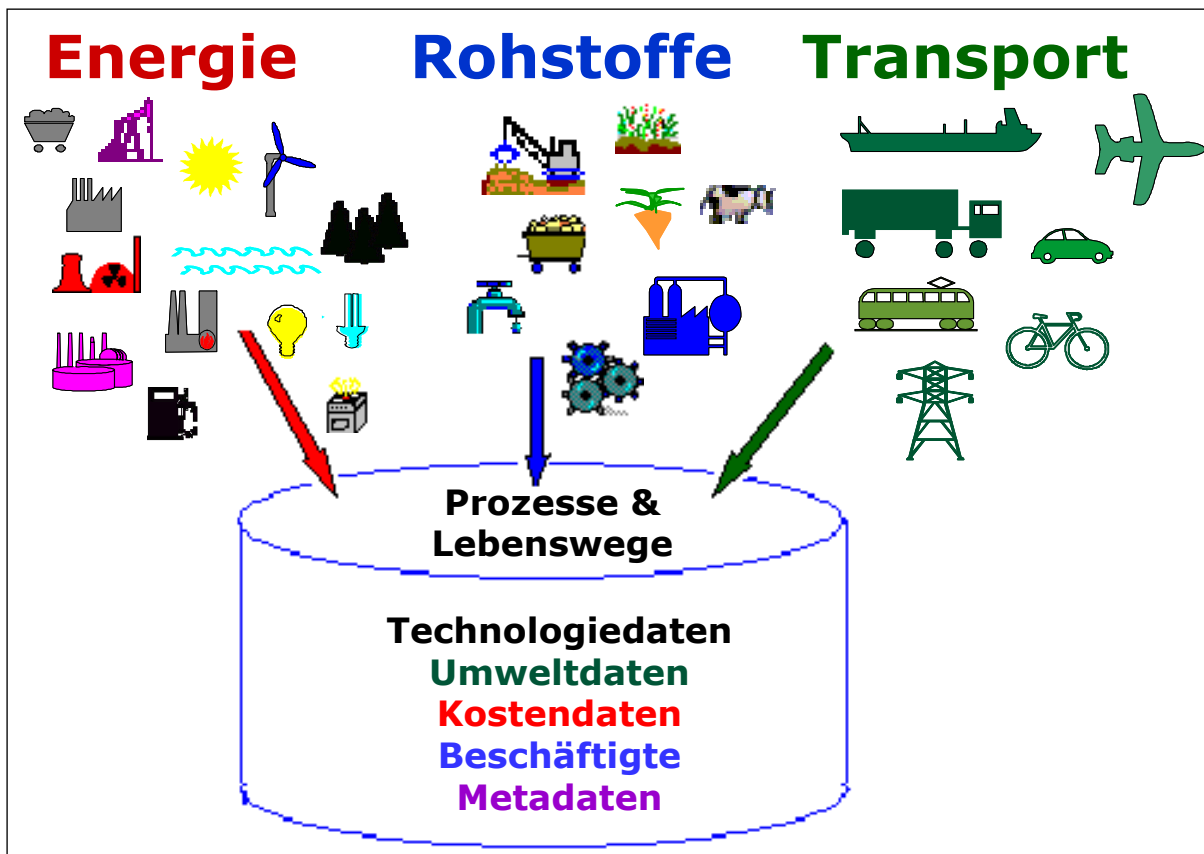 Energie
Rohstoffe
Transport
Prozesse &
Lebenswege
Technologiedaten
Umweltdaten
Kostendaten
Beschäftigte
Metadaten